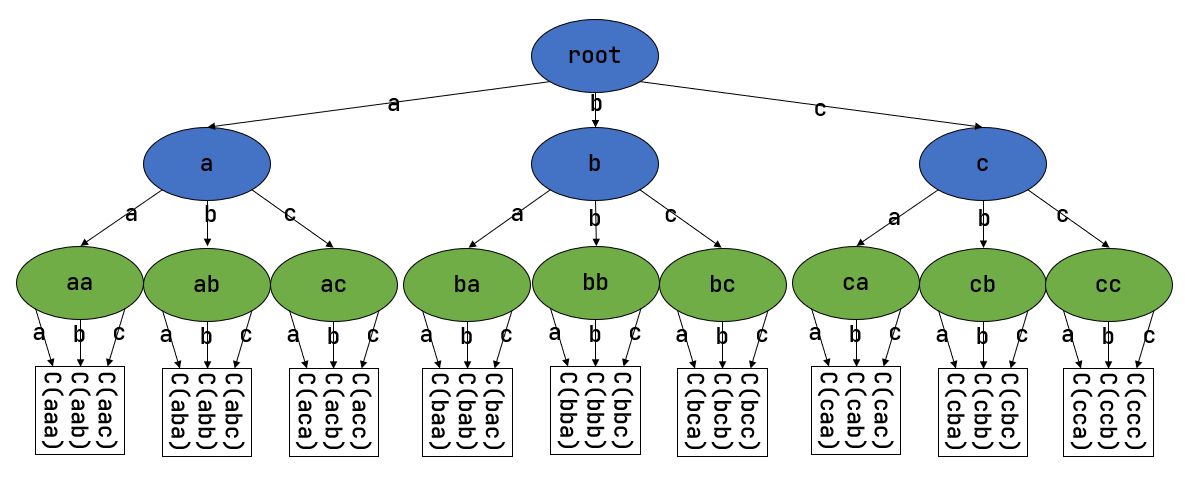 root
a b c
a b c
a b c a b c a b c
aa ab ac ba bb bc ca cb cc
a b c a b c a b c a b c a b c a b c a b c a b c a b c
C(aaa)
C(aab)
C(aac)
C(aba)
C(abb)
C(abc)
C(aca)
C(acb)
C(acc)
C(baa)
C(bab)
C(bac)
C(bba)
C(bbb)
C(bbc)
C(bca)
C(bcb)
C(bcc)
C(caa)
C(cab)
C(cac)
C(cba)
C(cbb)
C(cbc)
C(cca)
C(ccb)
C(ccc)